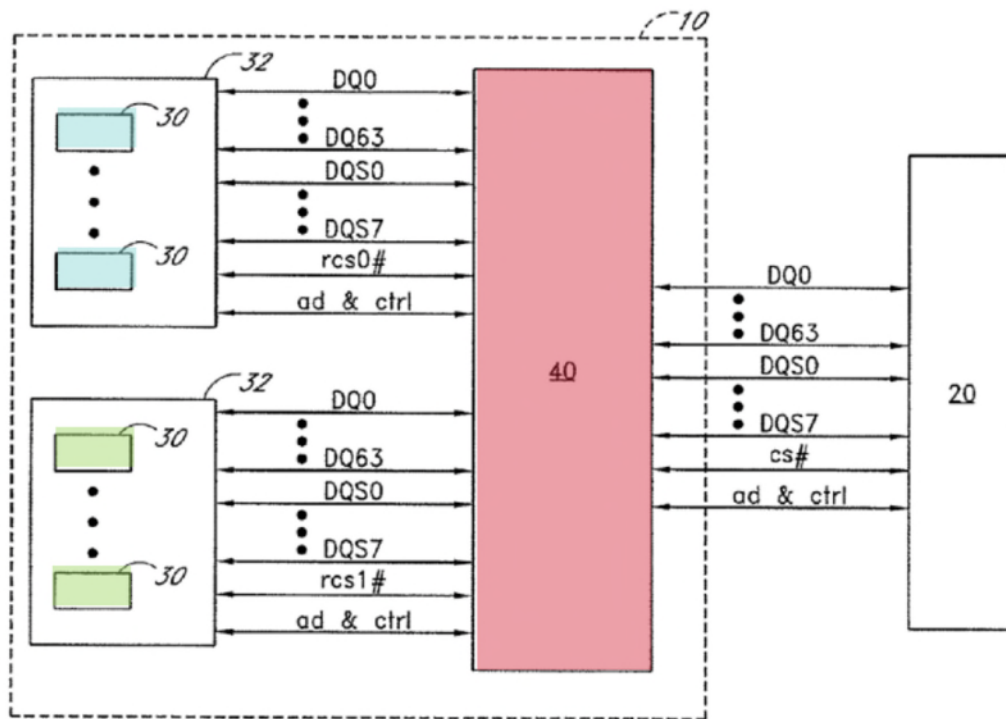 10
32
30
30
DQ0
DQ63
DQS0
DQS7
rcs0#
ad & ctrl
32
30
30
DQ0
DQ63
DQS0
DQS7
rcs1#
ad & ctrl
40
DQ0
DQ63
DQS0
DQS7
cs#
ad & ctrl
20